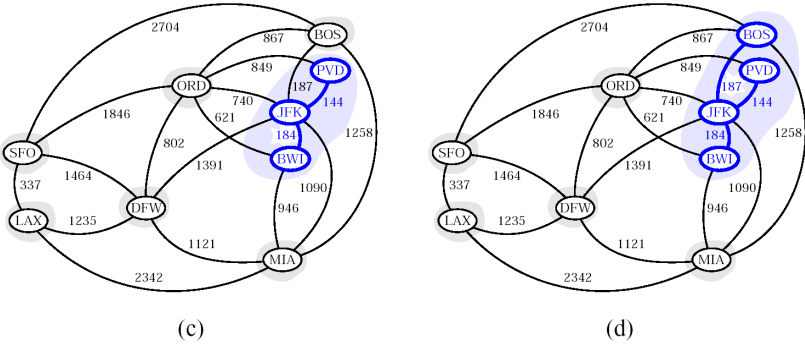 2704
BOS
867
PVD
849
187
144
ORD
740
JFK
1846
621
184
1258
802
1391
BWI
SFO
1464
1090
337
946
DFW
LAX
1235
1121
MIA
2342
(c)
2704
BOS
867
PVD
849
187
144
ORD
740
JFK
1846
621
184
1258
802
1391
BWI
SFO
1464
1090
337
946
DFW
LAX
1235
1121
MIA
2342
(d)